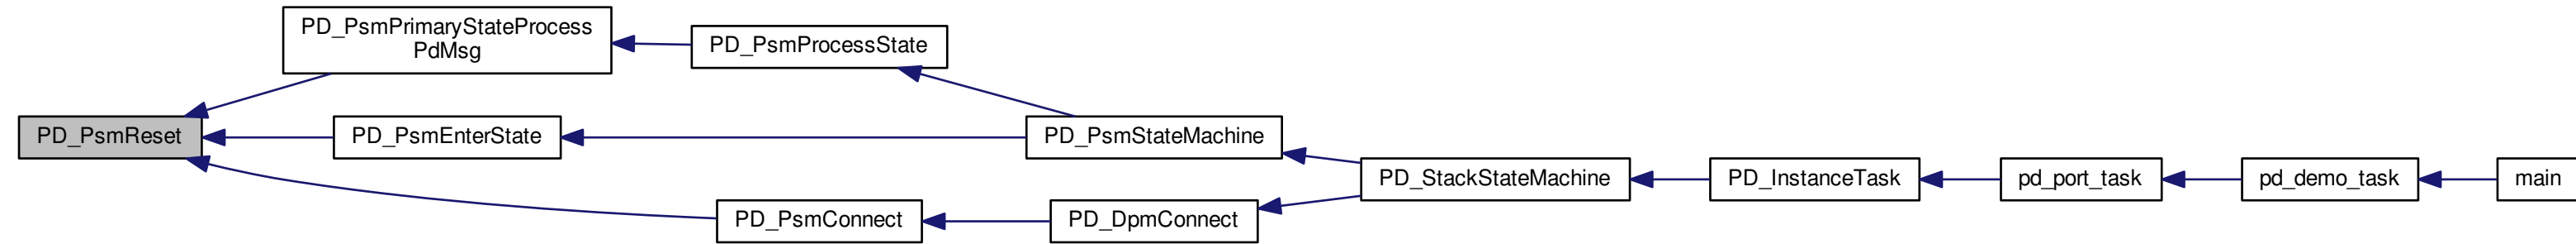 PD_PsmPrimaryStateProcess
PdMsg
PD_PsmProcessState
PD_PsmReset
PD_PsmEnterState
PD_PsmStateMachine
PD_StackStateMachine
PD_InstanceTask
pd_port_task
pd_demo_task
main
PD_PsmConnect
PD_DpmConnect